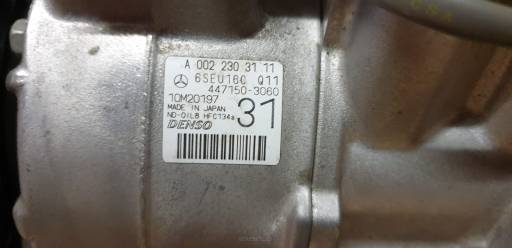 A 002 230 31 11
6SEU16C Q11
447150-3060
10M20197
MADE IN JAPAN
ND-OIL8 HFC134a
31
DENSO